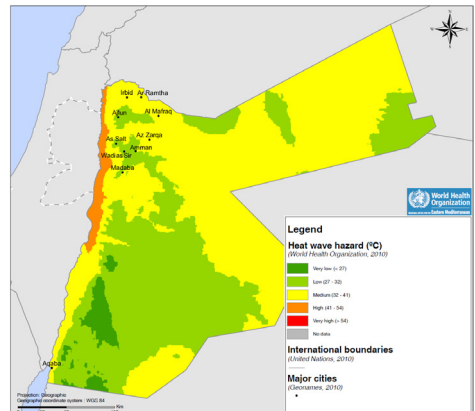 Irbid
Ar Ramtha
Ajlun
Al Mafraq
As Salt
Az Zarqa
Wadias Sir
Amman
Madaba
Aqaba
World Health
Organization
Eastern Mediterranean
Legend
Heat wave hazard (ºC)
(World Health Organization, 2010)
Very low (< 27)
Low (27 - 32)
Medium (32 - 41)
High (41 - 54)
Very high (> 54)
No data
International boundaries
(United Nations, 2010)
Major cities
(Geonames, 2010)
Projection: Geographic
Geographic coordinate system : WGS 84
Km